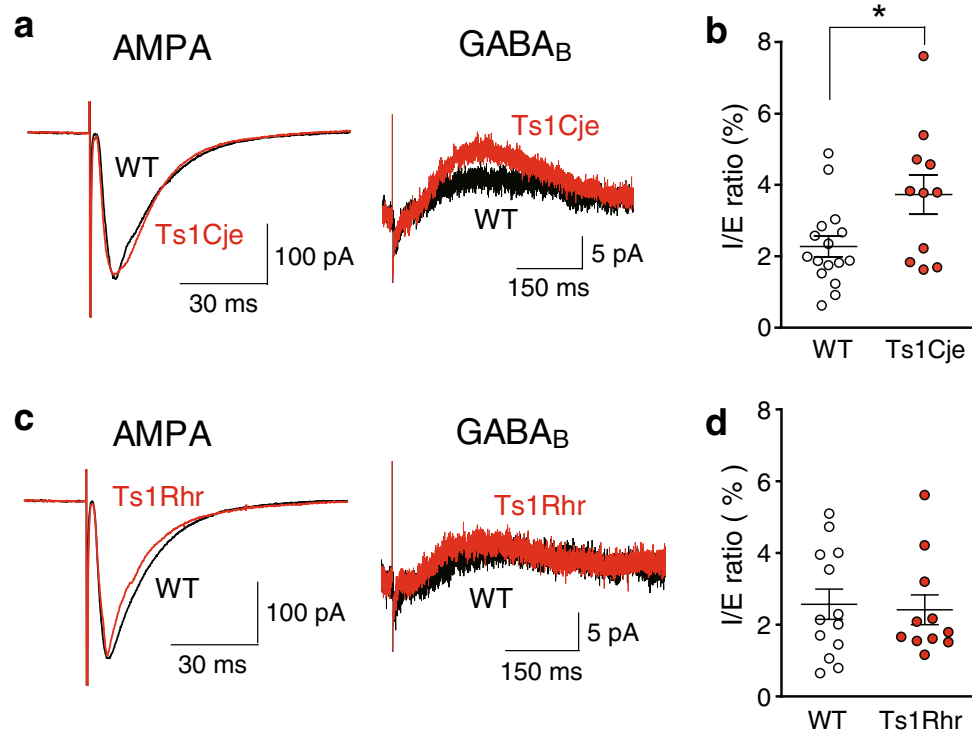 a
AMPA
GABAB
WT
Ts1Cje
100 pA
30 ms
Ts1Cje
WT
5 pA
150 ms
b
*
I/E ratio (%)
8
6
4
2
0
WT Ts1Cje
c
AMPA
GABAB
Ts1Rhr
WT
100 pA
30 ms
Ts1Rhr
WT
5 pA
150 ms
d
I/E ratio ( %)
8
6
4
2
0
WT Ts1Rhr